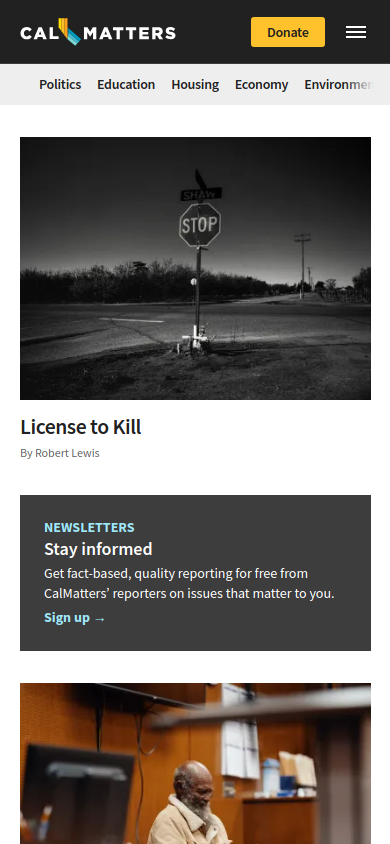 CALMATTERS
Donate
Politics Education Housing Economy
SHAW
STOP
License to Kill
By Robert Lewis
NEWSLETTERS
Stay informed
Get fact-based, quality reporting for free from
CalMatters’ reporters on issues that matter to you.
Sign up →